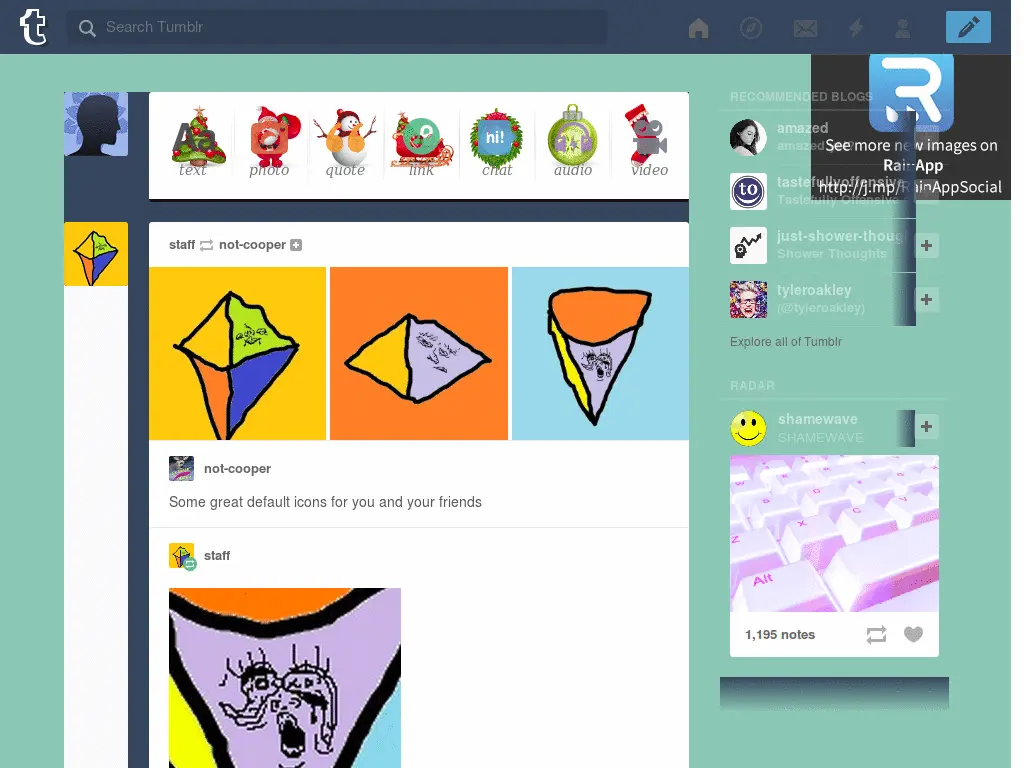 t
Search Tumblr
Aa
hi!
text
photo
quote
link
chat
audio
video
staff not-cooper
not-cooper
Some great default icons for you and your friends
staff
RECOMMENDED BLOGS
amazed
See more new images on
RainApp
http://j.mp/RainAppSocial
to
tastefullyoffensive
Tastefully Offensive
just-shower-thoug
Shower Thoughts
tyleroakley
(@tyleroakley)
Explore all of Tumblr
RADAR
shamewave
SHAMEWAVE
Alt
1,195 notes